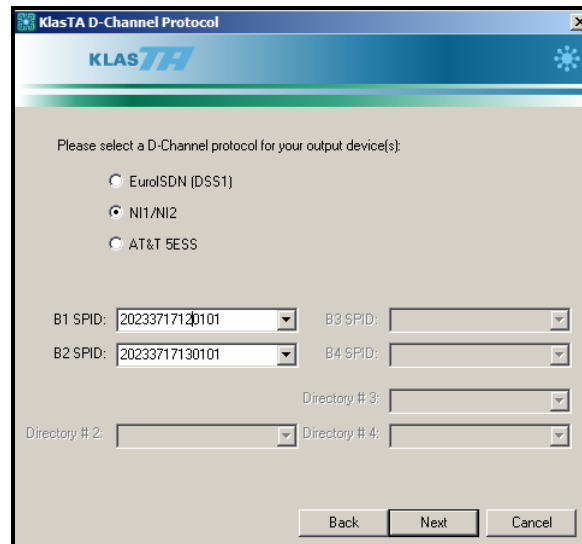 KlasTA D-Channel Protocol
KLAS TA
Please select a D-Channel protocol for your output device(s):
EuroISDN (DSS1)
NI1/NI2
AT&T 5ESS
B1 SPID: 20233717120101 B3 SPID:
B2 SPID: 20233717130101 B4 SPID:
Directory # 3:
Directory # 2: Directory # 4:
Back Next Cancel